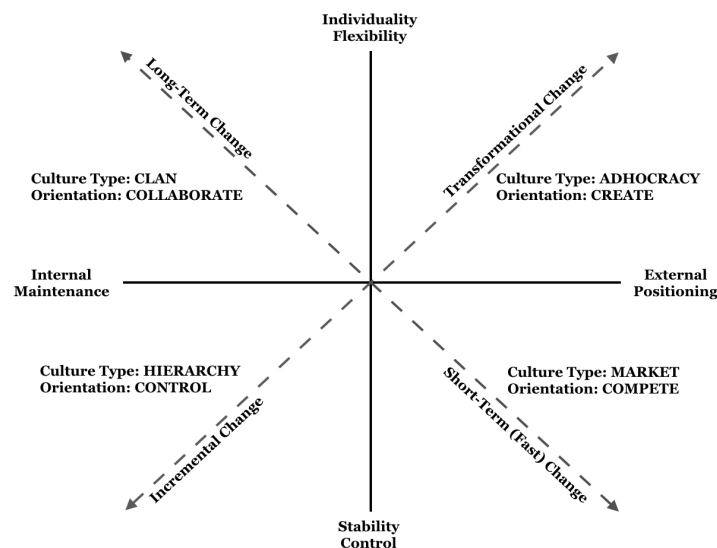 Individuality
Flexibility
Long-Term Change
Transformational Change
Culture Type: CLAN
Orientation: COLLABORATE
Culture Type: ADHOCRACY
Orientation: CREATE
Internal
Maintenance
External
Positioning
Culture Type: HIERARCHY
Orientation: CONTROL
Culture Type: MARKET
Orientation: COMPETE
Incremental Change
Short-Term (Fast) Change
Stability
Control